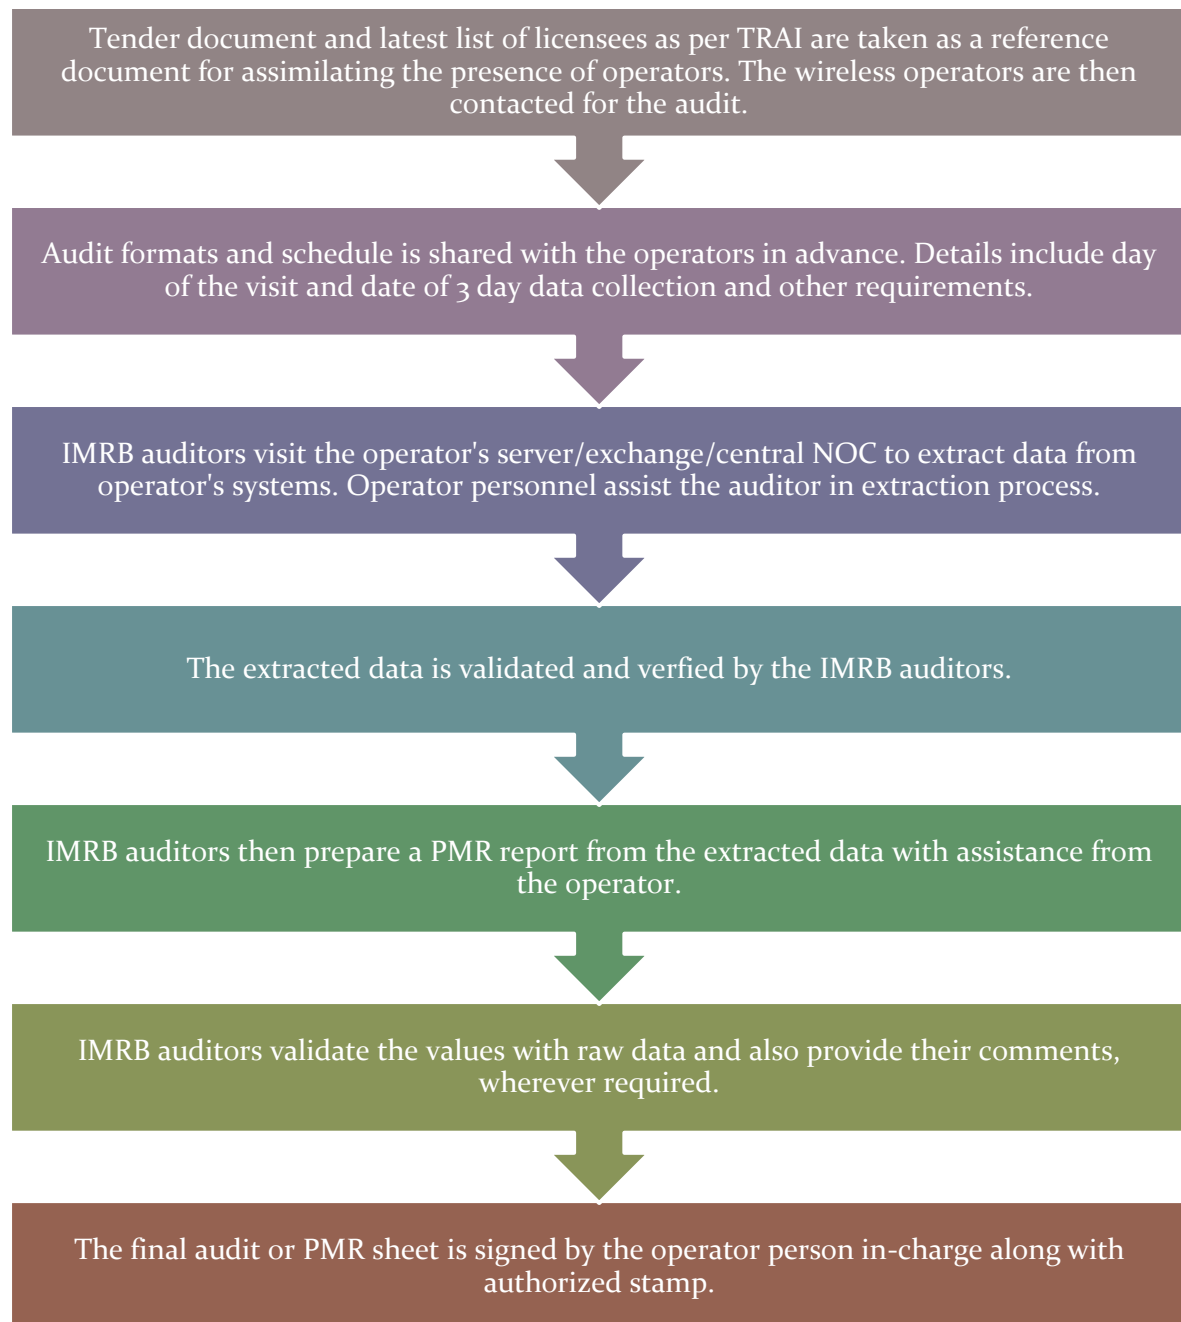 Tender document and latest list of licensees as per TRAI are taken as a reference
document for assimilating the presence of operators. The wireless operators are then
contacted for the audit.
Audit formats and schedule is shared with the operators in advance. Details include day
of the visit and date of 3 day data collection and other requirements.
IMRB auditors visit the operator's server/exchange/central NOC to extract data from
operator's systems. Operator personnel assist the auditor in extraction process.
The extracted data is validated and verfied by the IMRB auditors.
IMRB auditors then prepare a PMR report from the extracted data with assistance from
the operator.
IMRB auditors validate the values with raw data and also provide their comments,
wherever required.
The final audit or PMR sheet is signed by the operator person in-charge along with
authorized stamp.